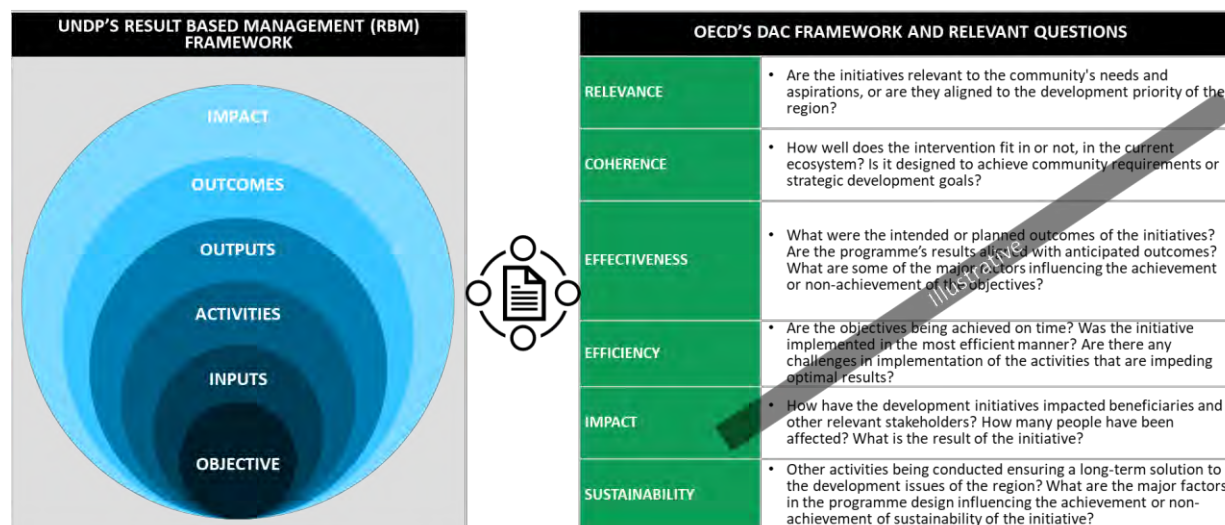 UNDP'S RESULT BASED MANAGEMENT (RBM)
FRAMEWORK
IMPACT
OUTCOMES
OUTPUTS
ACTIVITIES
INPUTS
OBJECTIVE
OECD'S DAC FRAMEWORK AND RELEVANT QUESTIONS
RELEVANCE
• Are the initiatives relevant to the community's needs and
aspirations, or are they aligned to the development priority of the
region?
COHERENCE
• How well does the intervention fit in or not, in the current
ecosystem? Is it designed to achieve community requirements or
strategic development goals?
EFFECTIVENESS
• What were the intended or planned outcomes of the initiatives?
Are the programme's results aligned with anticipated outcomes?
What are some of the major factors influencing the achievement
or non-achievement of the objectives?
EFFICIENCY
• Are the objectives being achieved on time? Was the initiative
implemented in the most efficient manner? Are there any
challenges in implementation of the activities that are impeding
optimal results?
IMPACT
• How have the development initiatives impacted beneficiaries and
other relevant stakeholders? How many people have been
affected? What is the result of the initiative?
SUSTAINABILITY
• Other activities being conducted ensuring a long-term solution to
the development issues of the region? What are the major factors
in the programme design influencing the achievement or non-
achievement of sustainability of the initiative?
Illustrative